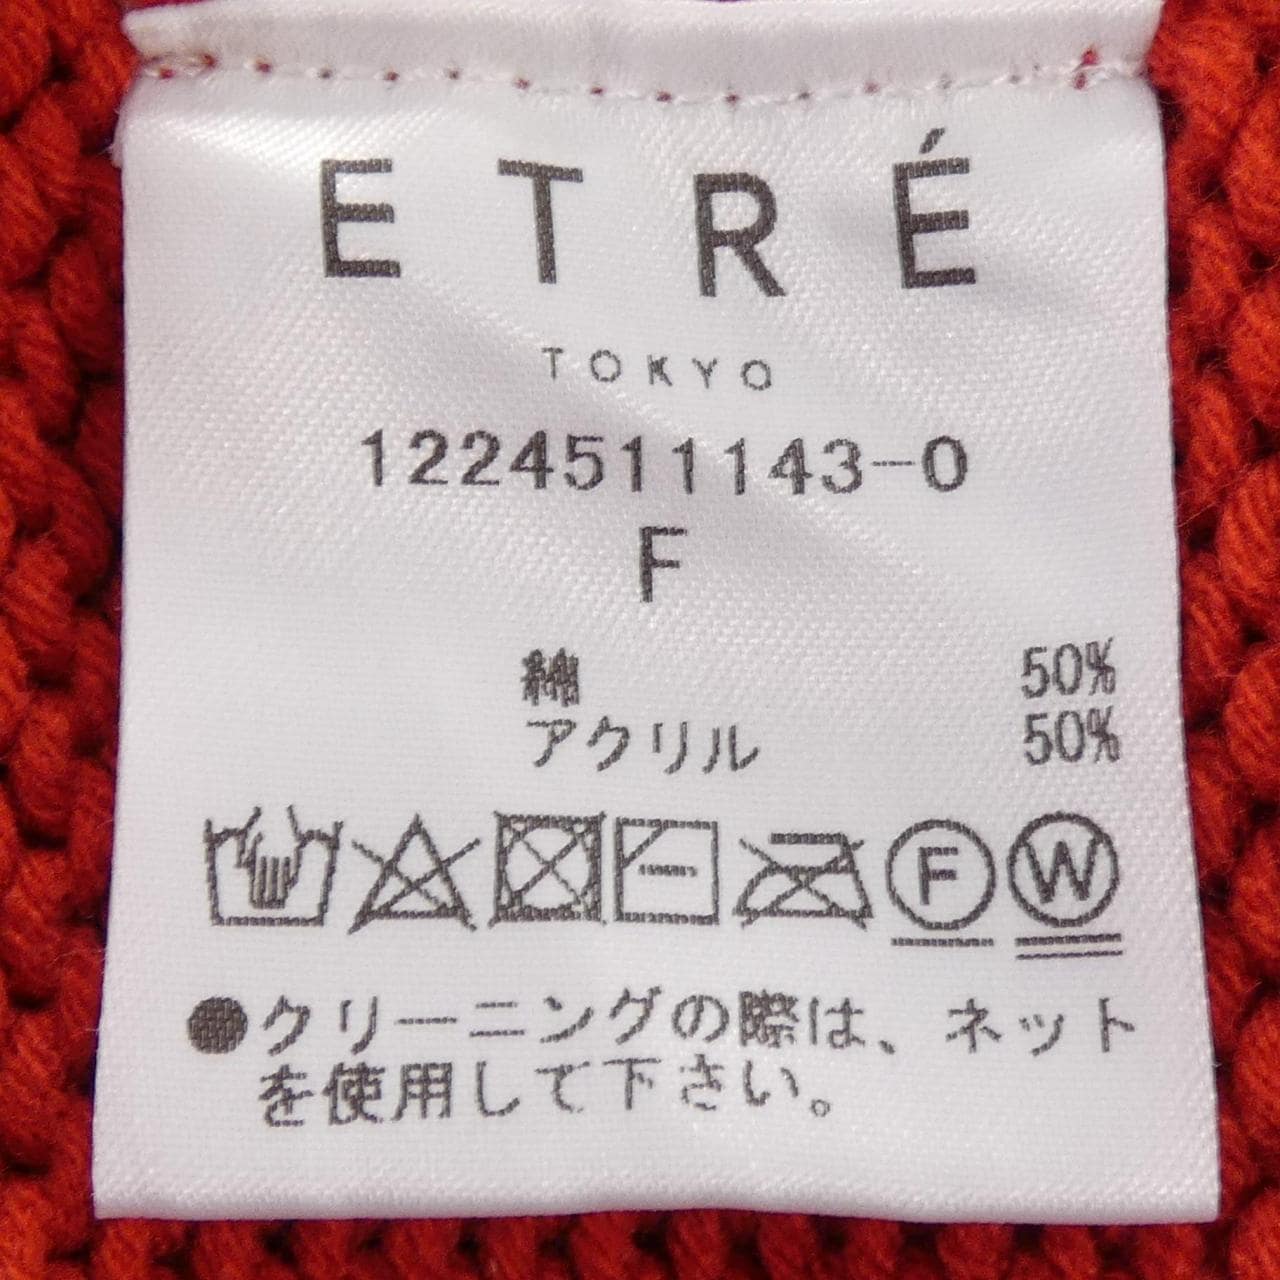 ETRÉ
TOKYO
1224511143-0
F
綿 50%
アクリル 50%
F W
●クリーニングの際は、ネット
を使用して下さい。